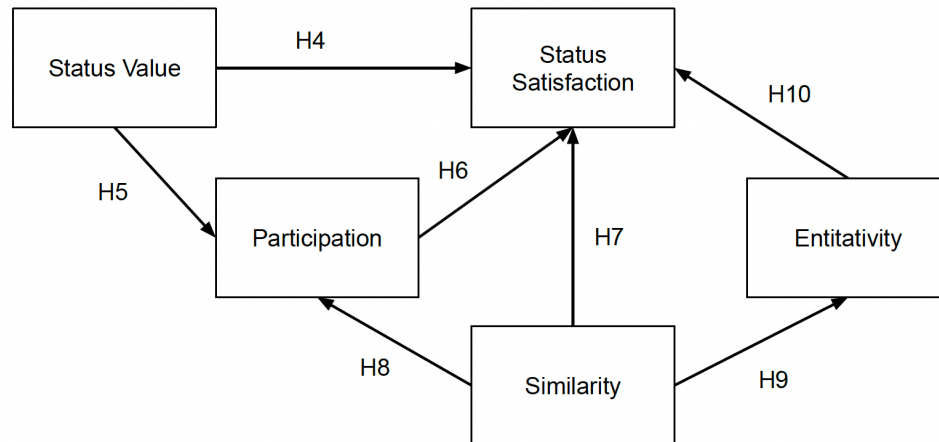 H4
Status Value
Status
Satisfaction
H10
H5
H6
Participation
H7
Entitativity
H8
Similarity
H9